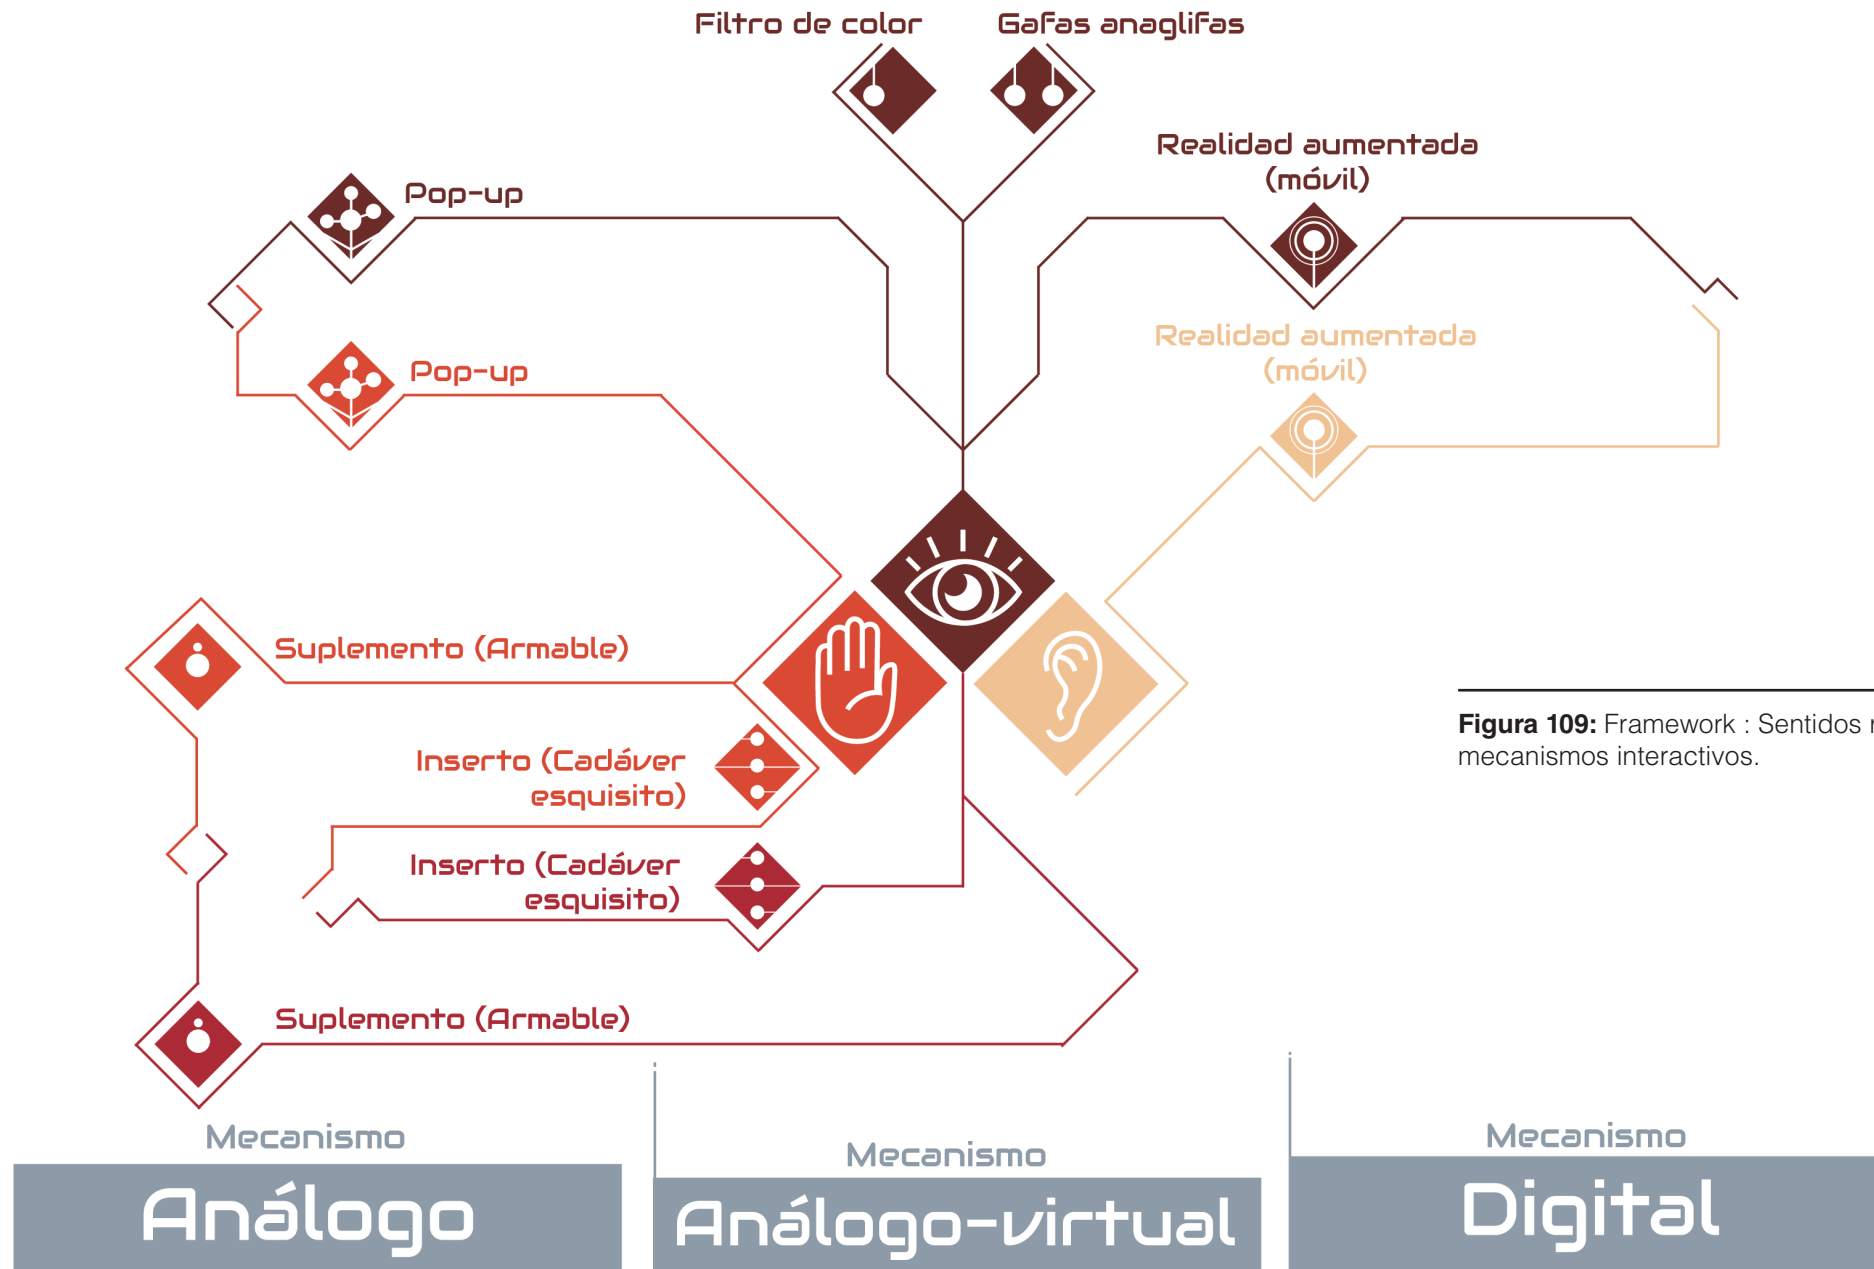 Filtro de color
Gafas anaglifas
Realidad aumentada
(móvil)
Pop-up
Realidad aumentada
(móvil)
Pop-up
Suplemento (Armable)
Inserto (Cadáver
esquisito)
Inserto (Cadáver
esquisito)
Suplemento (Armable)
Figura 109: Framework : Sentidos
mecanismos interactivos.
Mecanismo
Análogo
Mecanismo
Análogo-virtual
Mecanismo
Digital